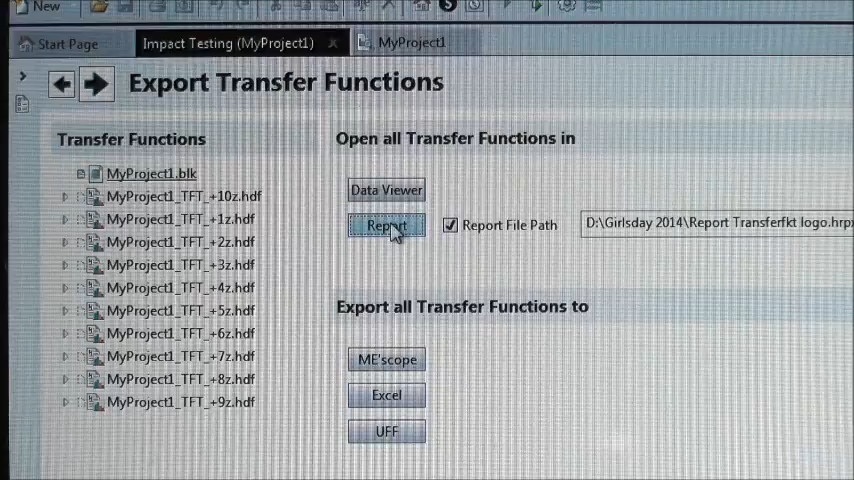 New
Start Page
Impact Testing (MyProject1) x
MyProject1
Export Transfer Functions
Transfer Functions
Open all Transfer Functions in
MyProject1.blk
MyProject1_TFT_+10z.hdf
MyProject1_TFT_+1z.hdf
MyProject1_TFT_+2z.hdf
MyProject1_TFT_+3z.hdf
MyProject1_TFT_+4z.hdf
MyProject1_TFT_+5z.hdf
MyProject1_TFT_+6z.hdf
MyProject1_TFT_+7z.hdf
MyProject1_TFT_+8z.hdf
MyProject1_TFT_+9z.hdf
Data Viewer
Report
Report File Path
D:\Girlsday 2014\Report Transferfkt logo.hrpx
Export all Transfer Functions to
ME'scope
Excel
UFF